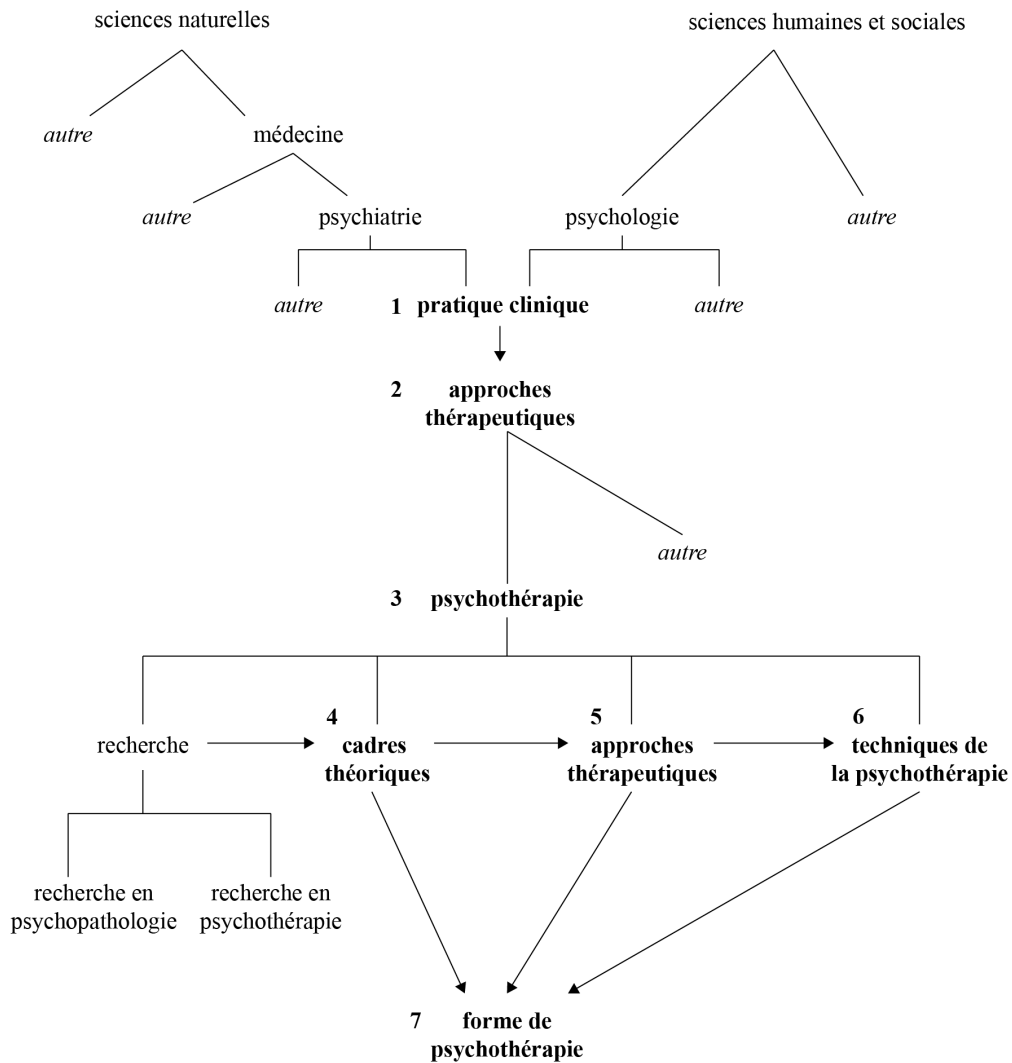 sciences naturelles
sciences humaines et sociales
autre
médecine
autre
psychiatrie
psychologie
autre
autre
1 pratique clinique
autre
2 approches
thérapeutiques
autre
3 psychothérapie
recherche
4
cadres
théoriques
5
approches
thérapeutiques
6
techniques de
la psychothérapie
recherche en
psychopathologie
recherche en
psychothérapie
7 forme de
psychothérapie